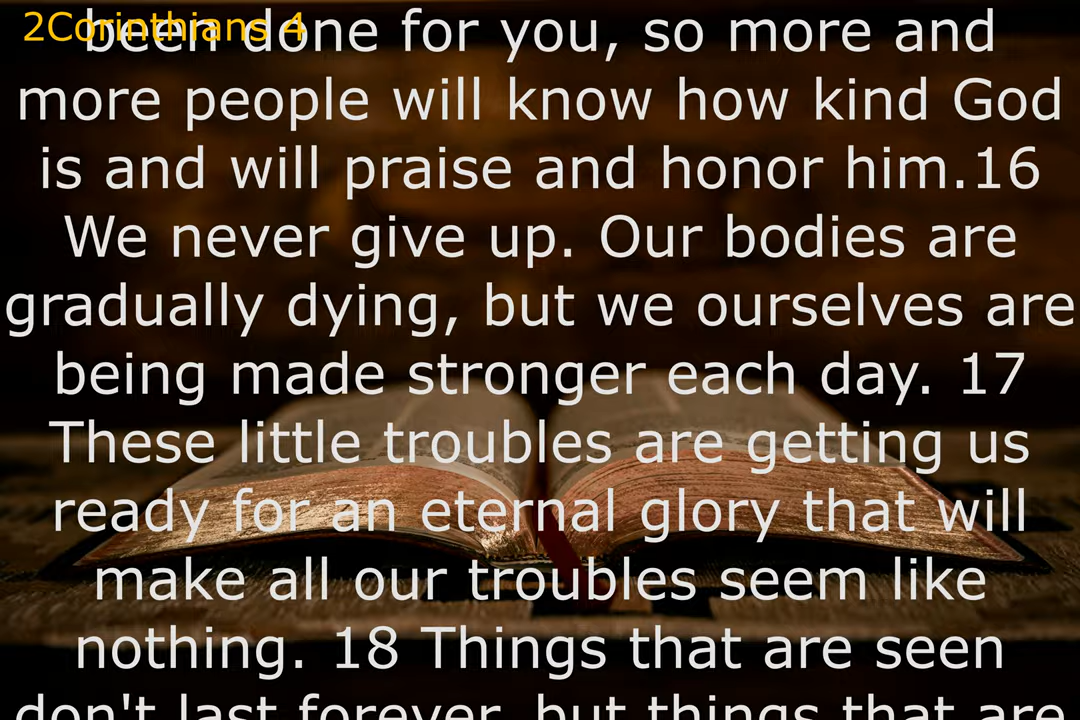 2Corinthians 4
been done for you, so more and
more people will know how kind God
is and will praise and honor him.16
We never give up. Our bodies are
gradually dying, but we ourselves are
being made stronger each day. 17
These little troubles are getting us
ready for an eternal glory that will
make all our troubles seem like
nothing. 18 Things that are seen
don't last forever, but things that are